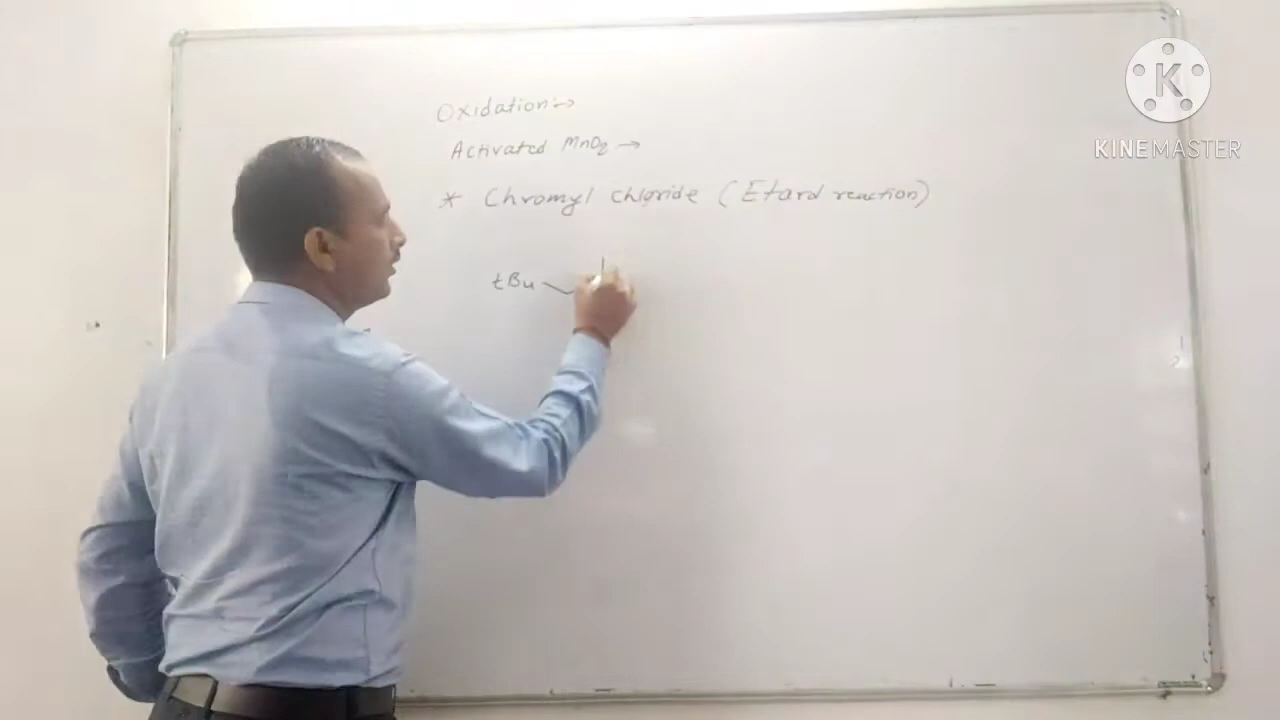 Oxidation:→
Activated MnO2 →
* Chromyl chloride (Etard reaction)
tBu
K
KINEMASTER